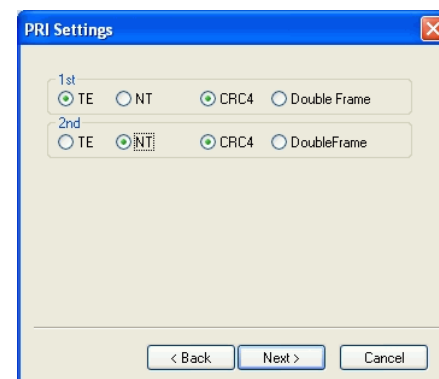 PRI Settings
1st
TE NT CRC4 Double Frame
2nd
TE NT CRC4 DoubleFrame
< Back Next > Cancel